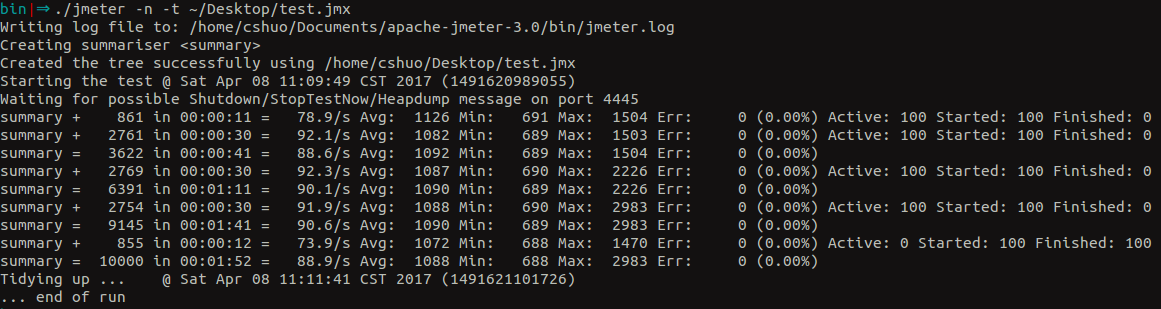 bin|⇒ ./jmeter -n -t ~/Desktop/test.jmx
Writing log file to: /home/cshuo/Documents/apache-jmeter-3.0/bin/jmeter.log
Creating summariser <summary>
Created the tree successfully using /home/cshuo/Desktop/test.jmx
Starting the test @ Sat Apr 08 11:09:49 CST 2017 (1491620989055)
Waiting for possible Shutdown/StopTestNow/Heapdump message on port 4445
summary +    861 in 00:00:11 =   78.9/s Avg:  1126 Min:   691 Max:  1504 Err:     0 (0.00%) Active: 100 Started: 100 Finished: 0
summary +   2761 in 00:00:30 =   92.1/s Avg:  1082 Min:   689 Max:  1503 Err:     0 (0.00%) Active: 100 Started: 100 Finished: 0
summary =   3622 in 00:00:41 =   88.6/s Avg:  1092 Min:   689 Max:  1504 Err:     0 (0.00%)
summary +   2769 in 00:00:30 =   92.3/s Avg:  1087 Min:   690 Max:  2226 Err:     0 (0.00%) Active: 100 Started: 100 Finished: 0
summary =   6391 in 00:01:11 =   90.1/s Avg:  1090 Min:   689 Max:  2226 Err:     0 (0.00%)
summary +   2754 in 00:00:30 =   91.9/s Avg:  1088 Min:   690 Max:  2983 Err:     0 (0.00%) Active: 100 Started: 100 Finished: 0
summary =   9145 in 00:01:41 =   90.6/s Avg:  1090 Min:   689 Max:  2983 Err:     0 (0.00%)
summary +    855 in 00:00:12 =   73.9/s Avg:  1072 Min:   688 Max:  1470 Err:     0 (0.00%) Active: 0 Started: 100 Finished: 100
summary =  10000 in 00:01:52 =   88.9/s Avg:  1088 Min:   688 Max:  2983 Err:     0 (0.00%)
Tidying up ...    @ Sat Apr 08 11:11:41 CST 2017 (1491621101726)
... end of run